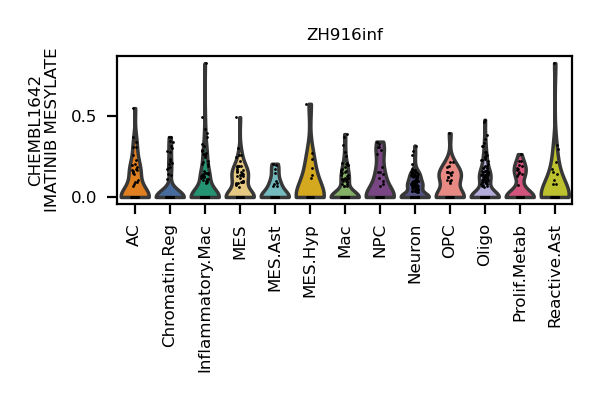 ZH916inf
CHEMBL1642
IMATINIB MESYLATE
0.5
0.0
AC
Chromatin.Reg
Inflammatory.Mac
MES
MES.Ast
MES.Hyp
Mac
NPC
Neuron
OPC
Oligo
Prolif.Metab
Reactive.Ast